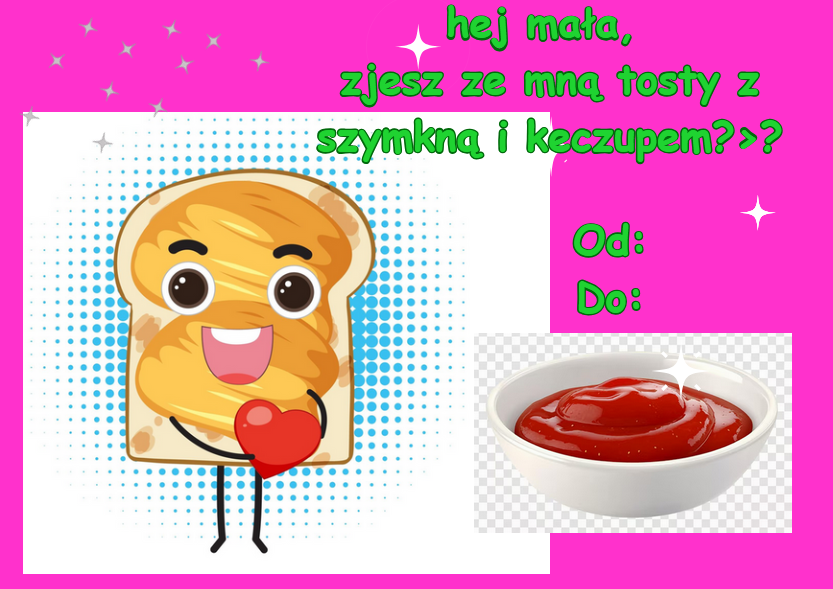 hej mała,
zjesz ze mną tosty z
szymkną i keczupem?>?
Od:
Do: